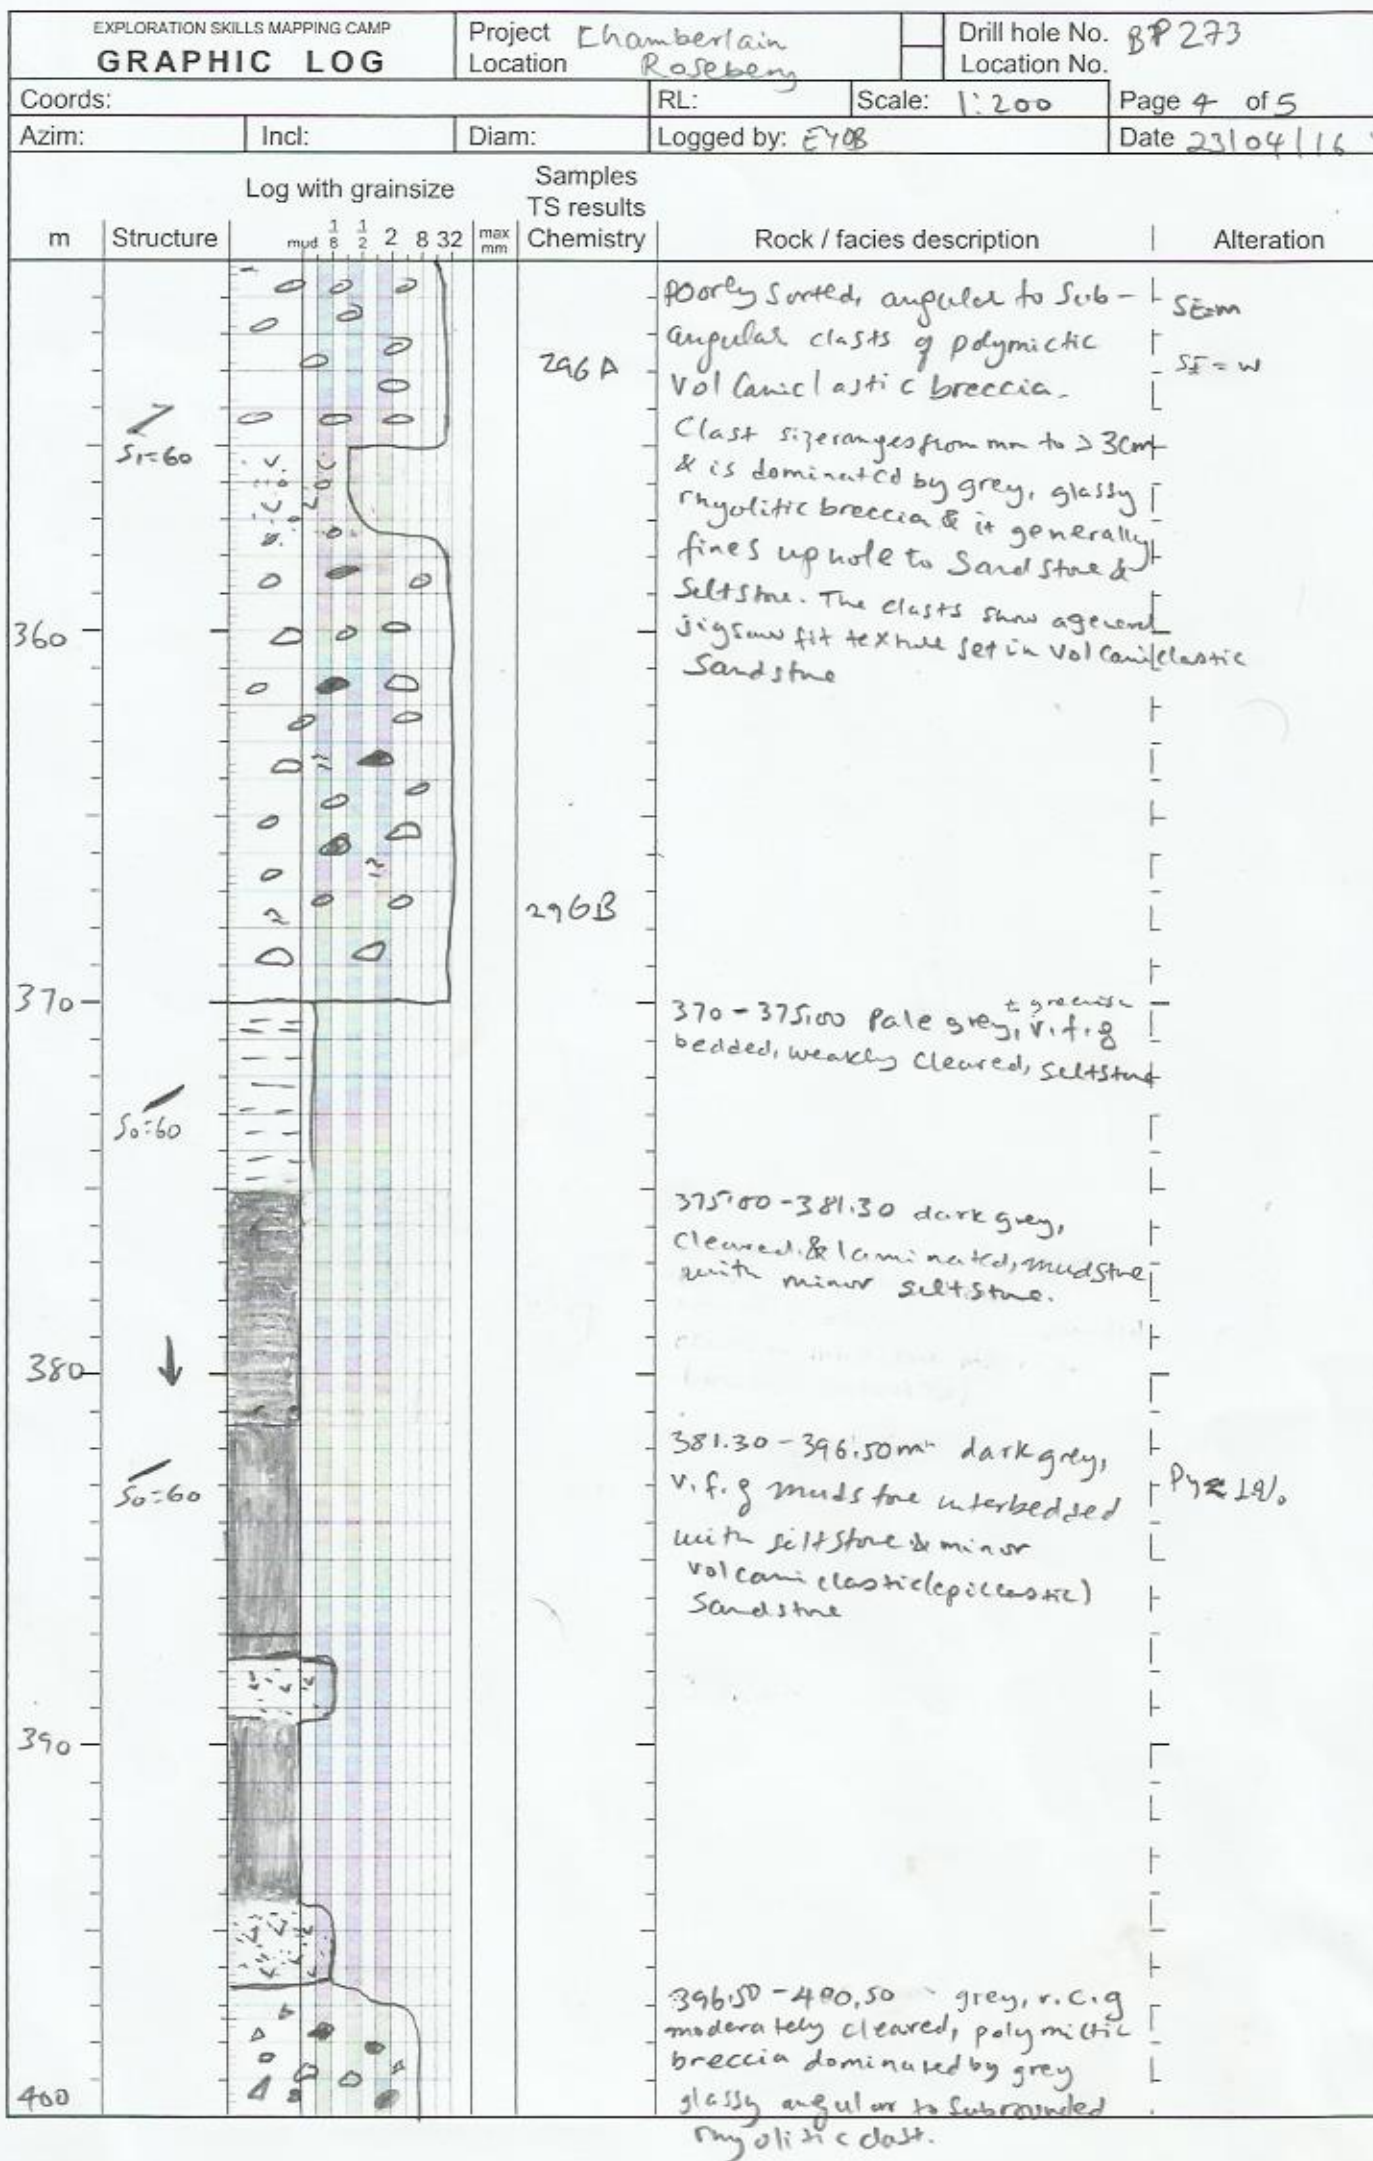 EXPLORATION SKILLS MAPPING CAMP
GRAPHIC LOG
Project Chamberlain
Location Rosebery
Drill hole No. BP273
Location No.
Coords:
RL:
Scale: 1:200
Page 4 of 5
Azim:
Incl:
Diam:
Logged by: EYOB
Date 23/04/16
m
Structure
Log with grainsize
mud 1/8 1/2 2 8 32
max mm
Samples
TS results
Chemistry
Rock / facies description
Alteration
Poorly sorted, angular to sub-
angular clasts of polymictic
volcaniclastic breccia.
Clast size ranges from mm to > 3cm
& is dominated by grey, glassy
rhyolitic breccia & it generally
fines uphole to Sandstone &
Seltstone. The clasts show a general
jigsaw fit texture set in volcaniclastic
Sandstone
SE=m
SI=w
296A
S1=60
360
296B
370
370-375.00 Pale grey, ± greenish v.f.g
bedded, weakly cleaved, seltstone
S0=60
375.00-381.30 dark grey,
cleaved & laminated, mudstone
with minor seltstone.
380
381.30-396.50m dark grey,
v.f.g mudstone interbedded
with siltstone & minor
volcaniclastic (epiclastic)
Sandstone
S0=60
Py≈1%
390
396.50-400.50 grey, v.c.g
moderately cleaved, polymictic
breccia dominated by grey
glassy angular to subrounded
rhyolitic clast.
400